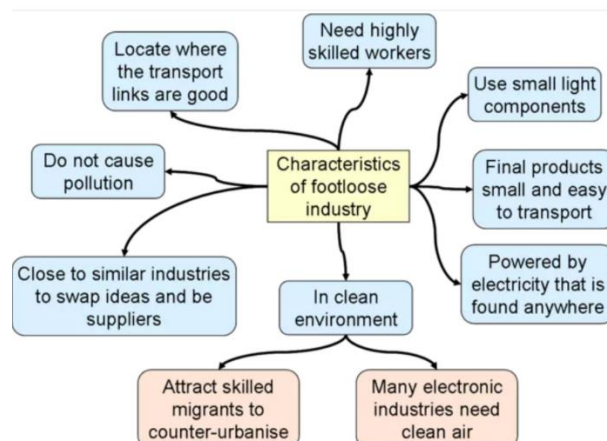 Need highly
skilled workers
Locate where
the transport
links are good
Use small light
components
Do not cause
pollution
Characteristics
of footloose
industry
Final products
small and easy
to transport
Close to similar industries
to swap ideas and be
suppliers
In clean
environment
Powered by
electricity that is
found anywhere
Attract skilled
migrants to
counter-urbanise
Many electronic
industries need
clean air